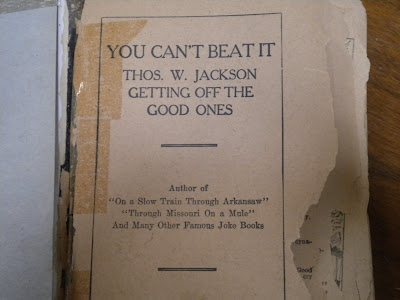 YOU CAN'T BEAT IT
THOS. W. JACKSON
GETTING OFF THE
GOOD ONES
Author of
"On a Slow Train Through Arkansaw"
"Through Missouri On a Mule"
And Many Other Famous Joke Books
Good